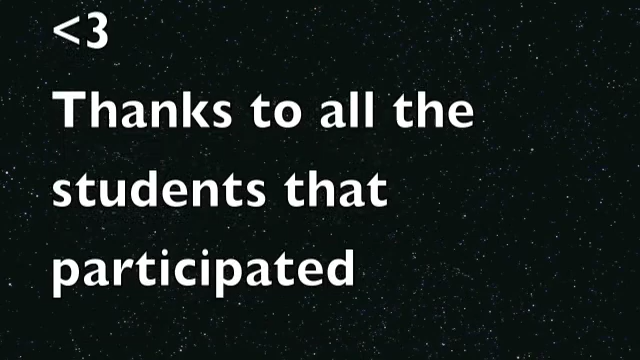 <3
Thanks to all the
students that
participated